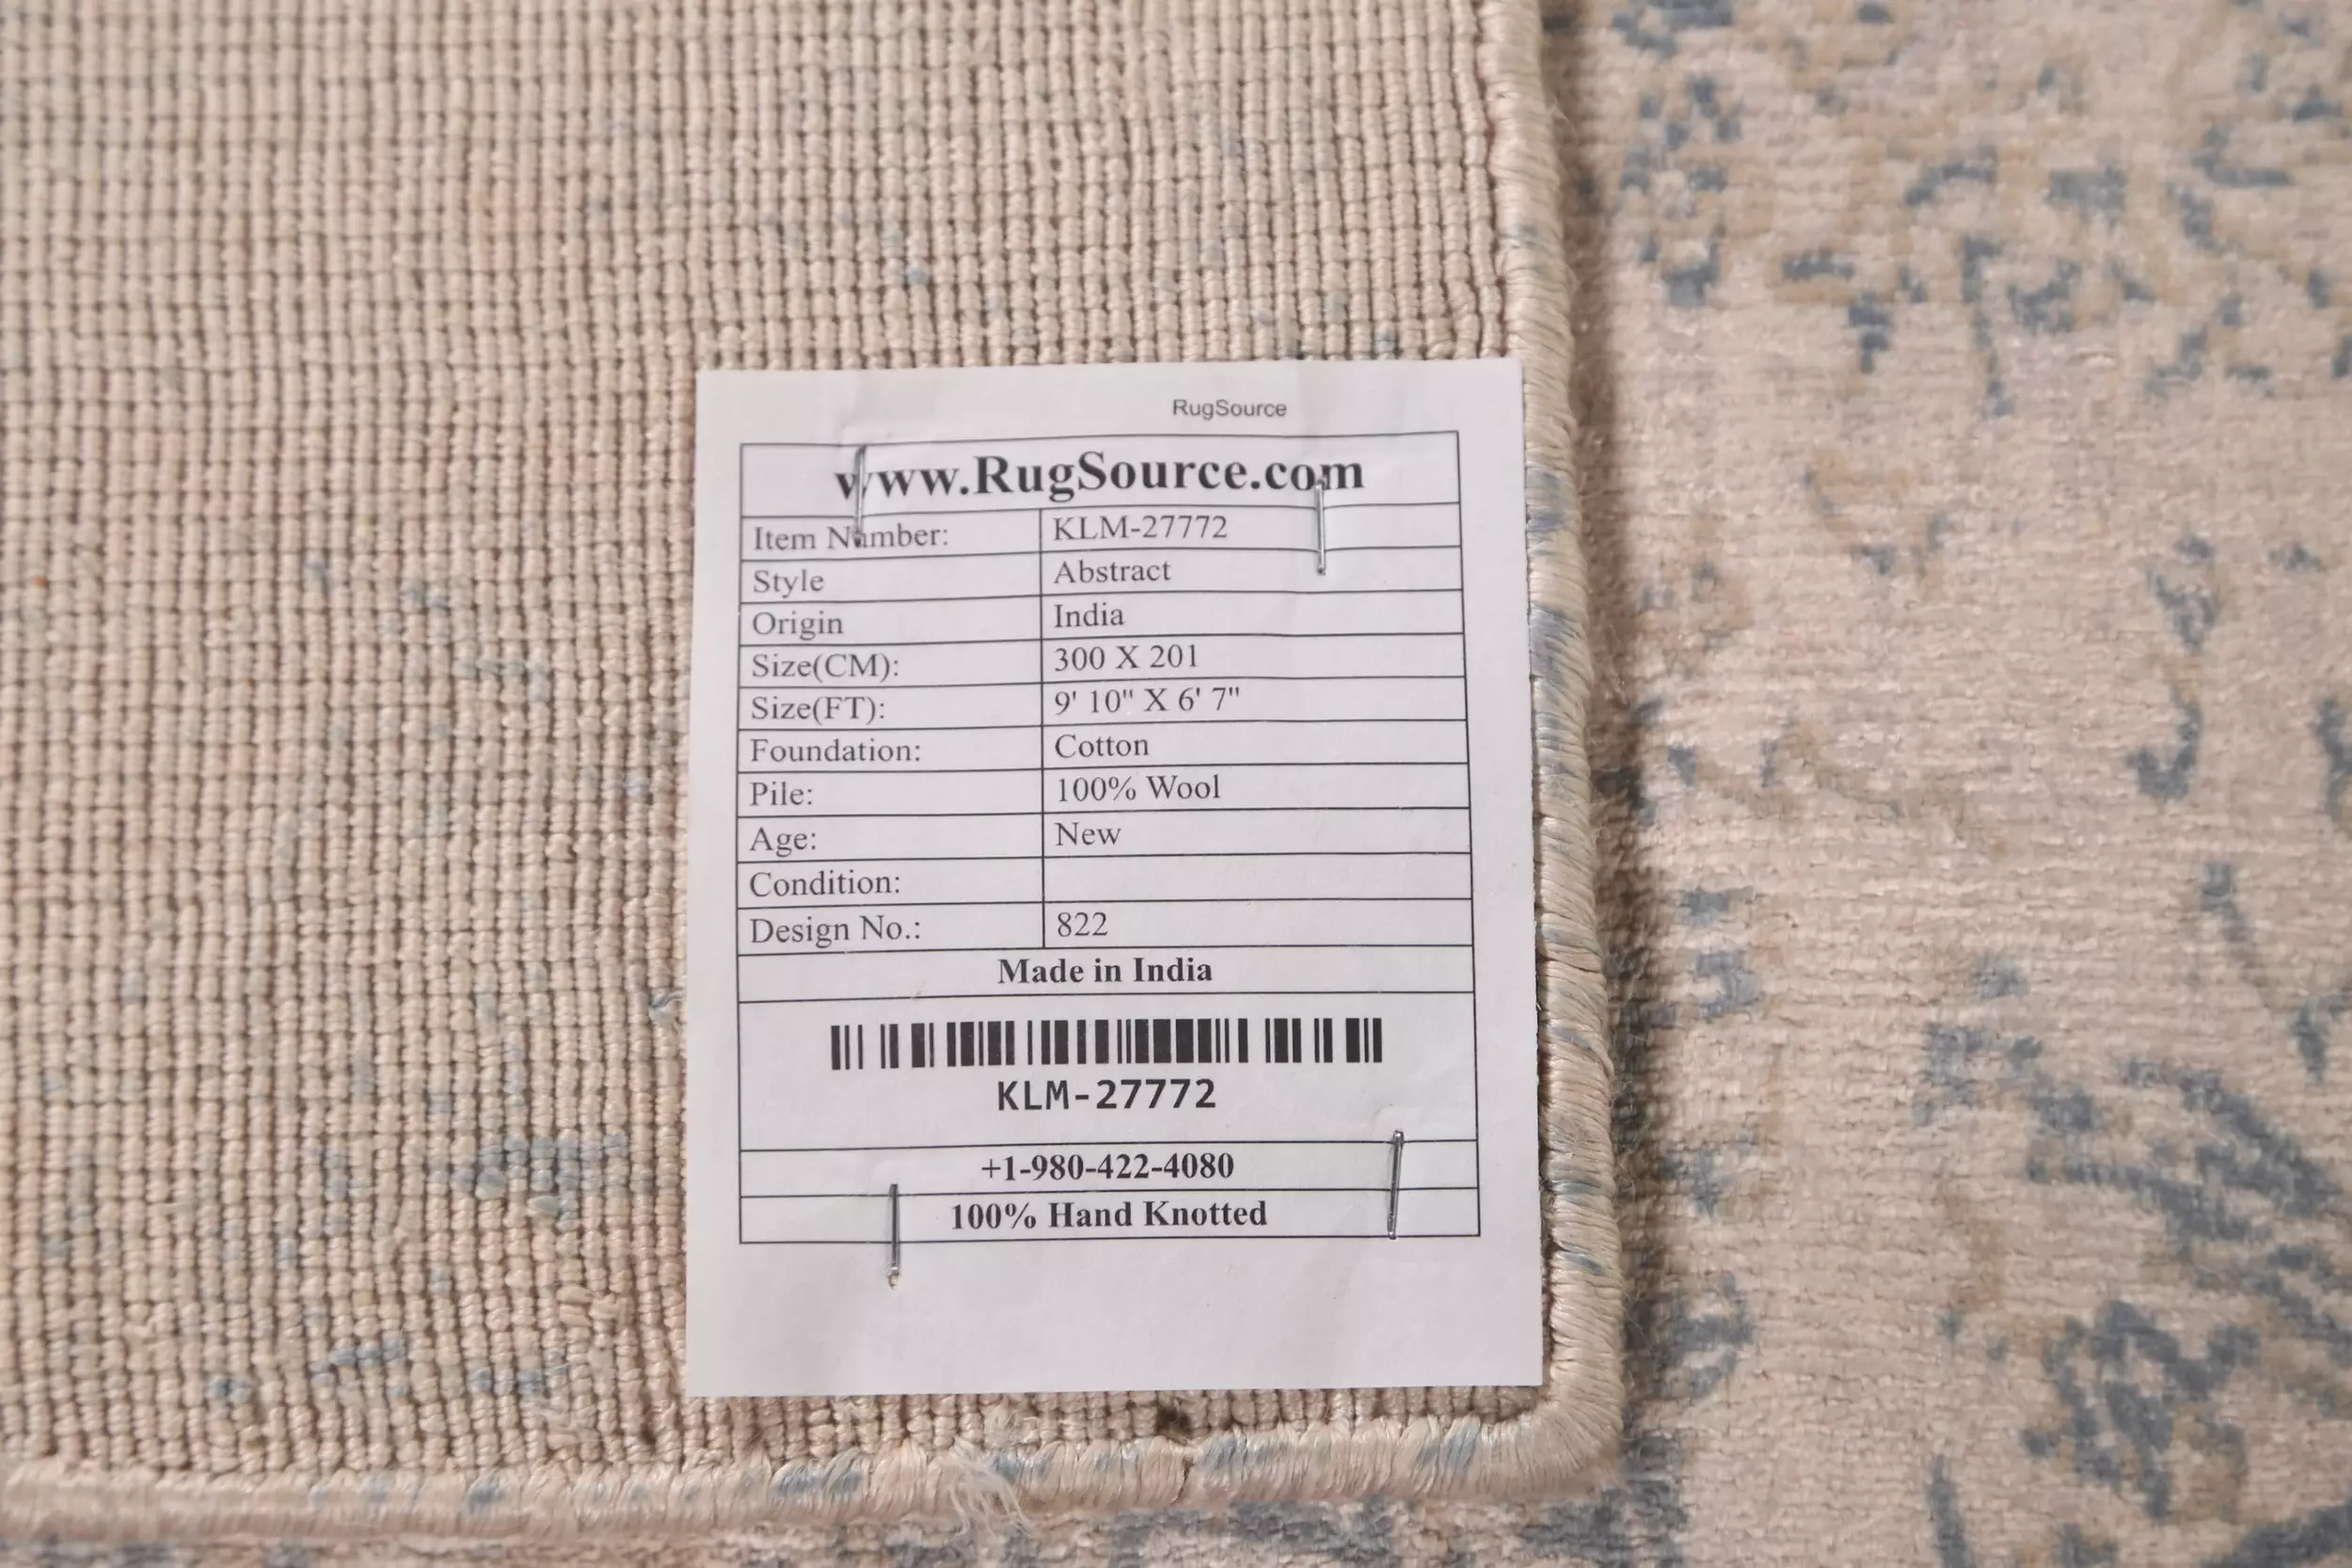 RugSource
www.RugSource.com
Item Number: KLM-27772
Style Abstract
Origin India
Size(CM): 300 X 201
Size(FT): 9' 10" X 6' 7"
Foundation: Cotton
Pile: 100% Wool
Age: New
Condition:
Design No.: 822
Made in India
KLM-27772
+1-980-422-4080
100% Hand Knotted